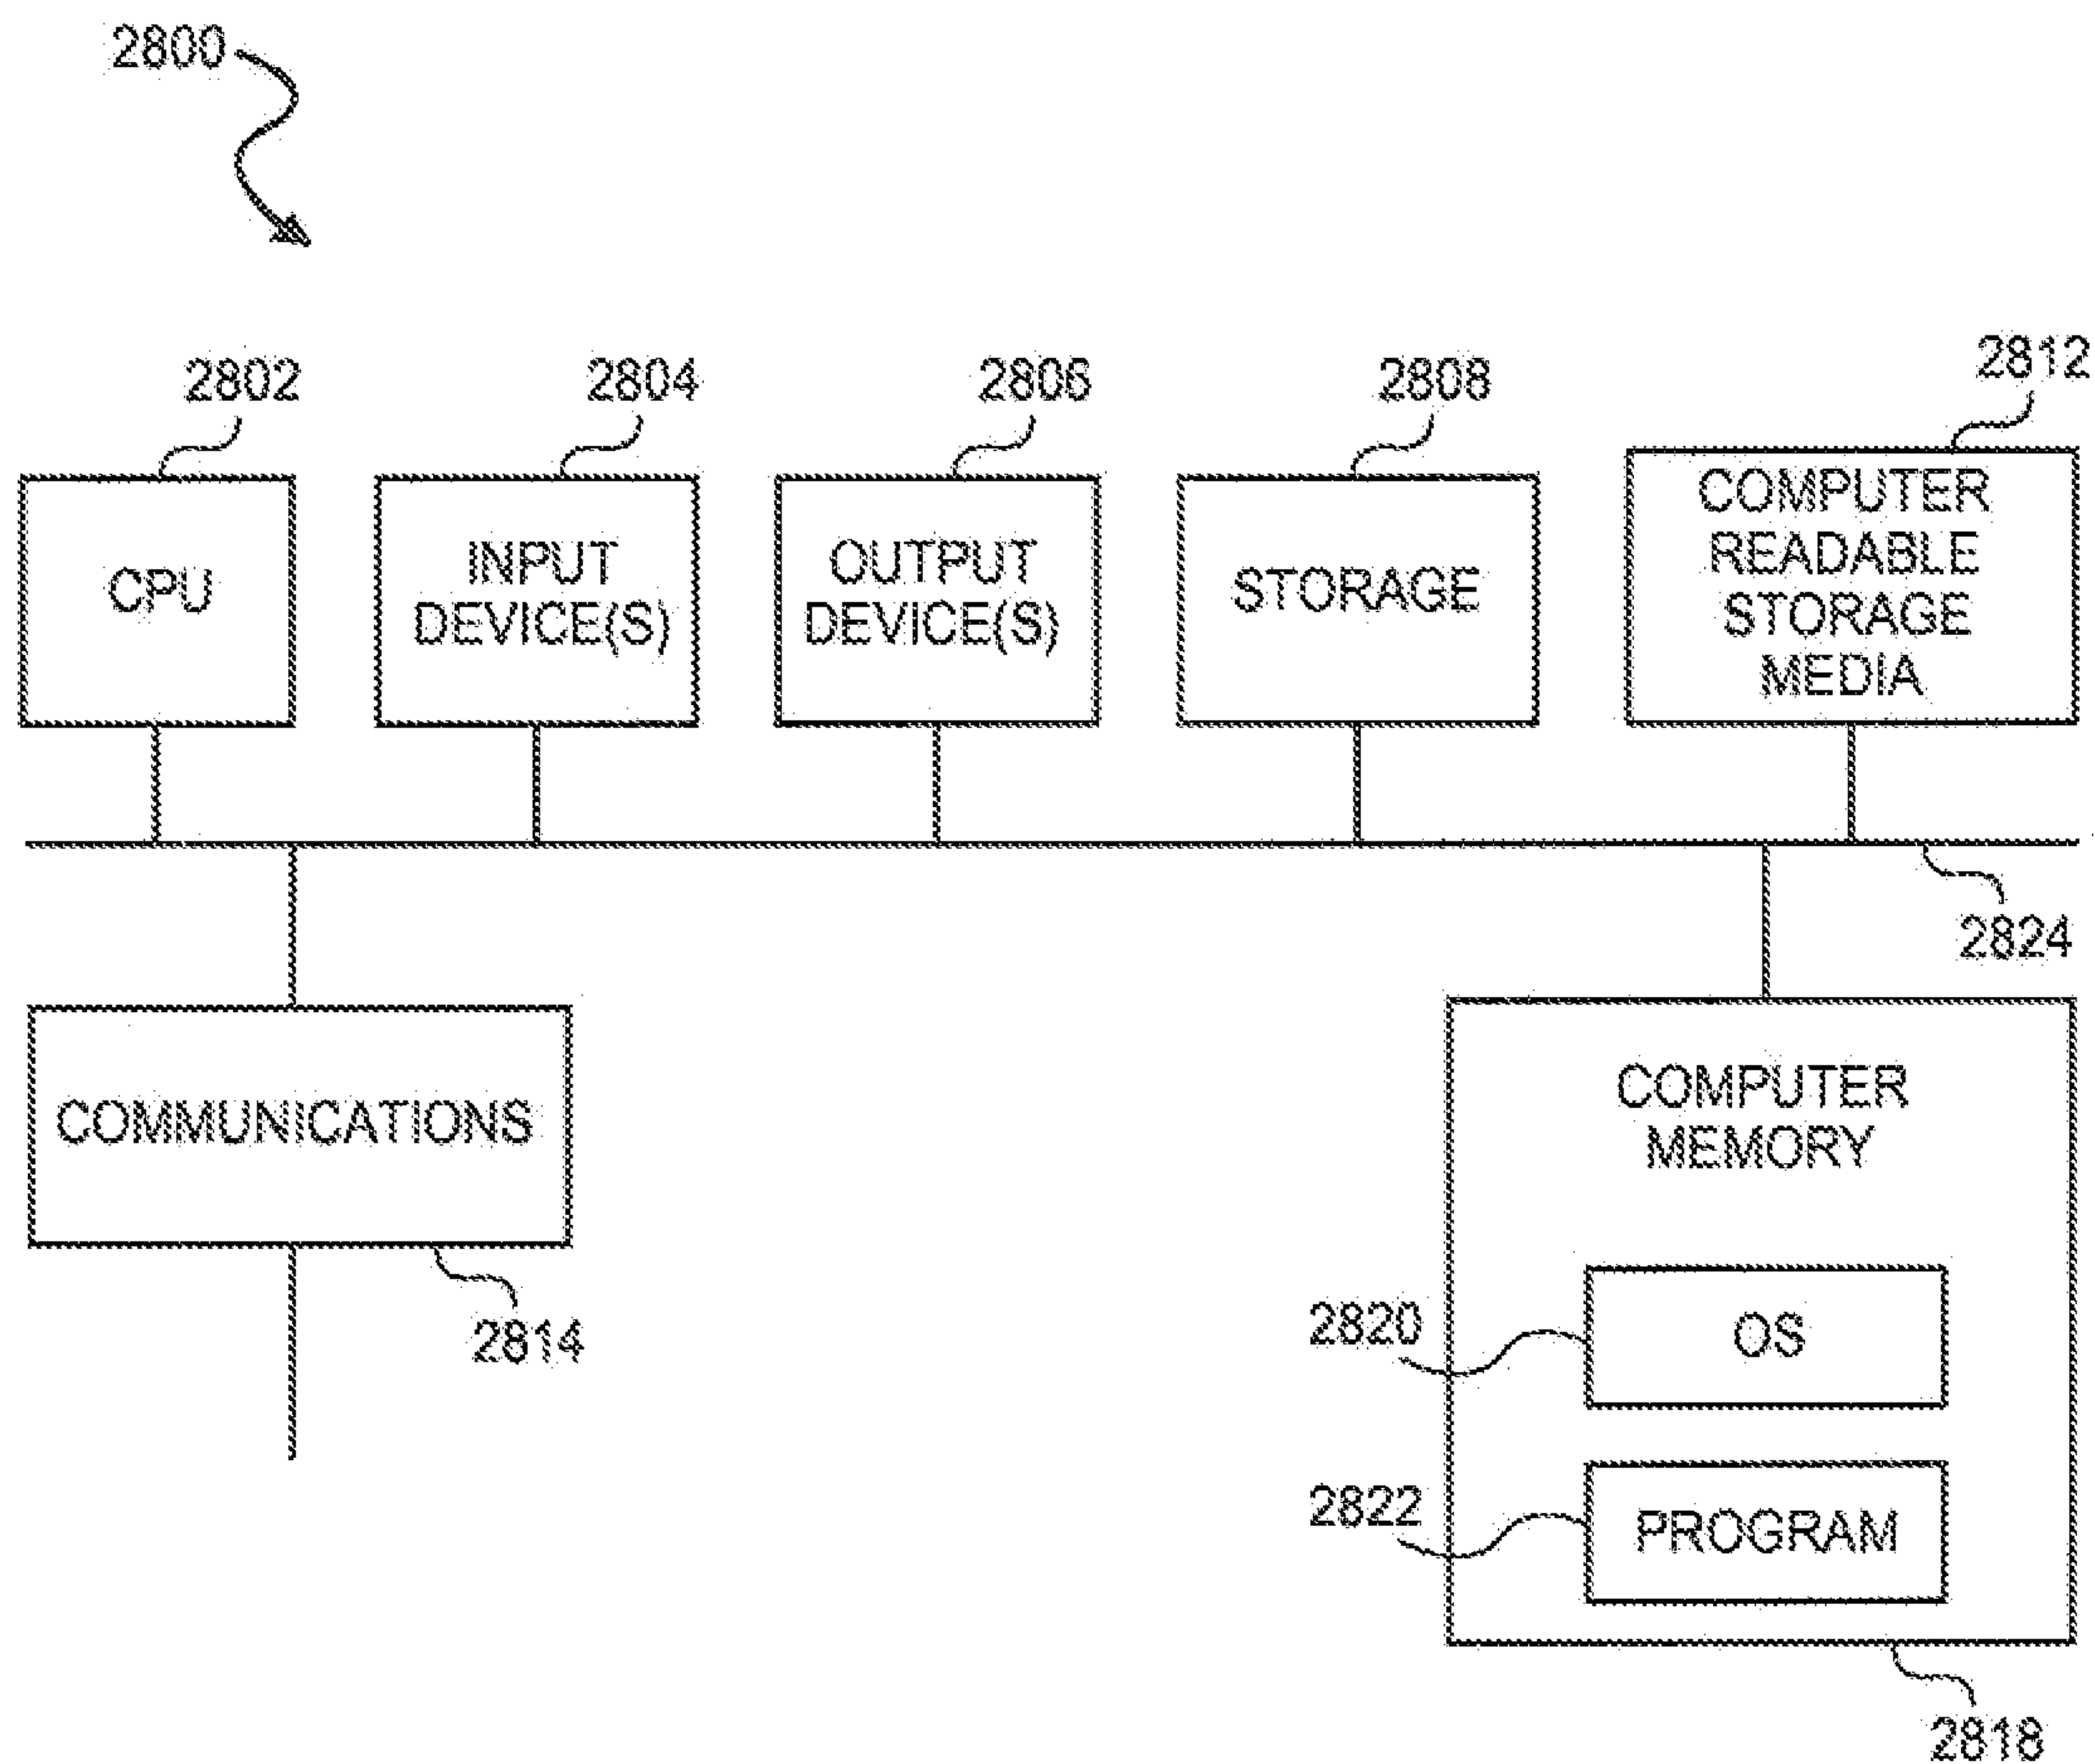 2800
2802
2804
2806
2808
2812
CPU
INPUT
DEVICE(S)
OUTPUT
DEVICE(S)
STORAGE
COMPUTER
READABLE
STORAGE
MEDIA
2824
COMMUNICATIONS
2814
COMPUTER
MEMORY
2820
OS
2822
PROGRAM
2818